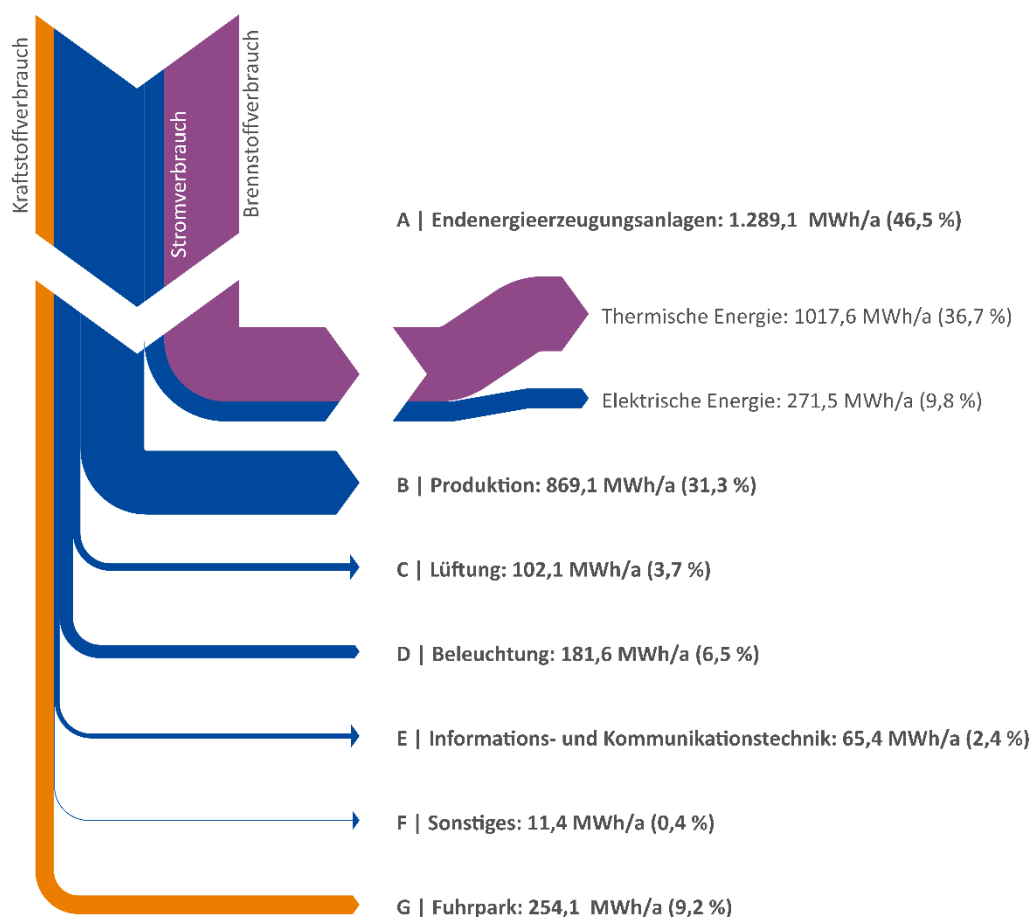 Kraftstoffverbrauch
Stromverbrauch
Brennstoffverbrauch
A | Endenergieerzeugungsanlagen: 1.289,1 MWh/a (46,5 %)
Thermische Energie: 1017,6 MWh/a (36,7 %)
Elektrische Energie: 271,5 MWh/a (9,8 %)
B | Produktion: 869,1 MWh/a (31,3 %)
C | Lüftung: 102,1 MWh/a (3,7 %)
D | Beleuchtung: 181,6 MWh/a (6,5 %)
E | Informations- und Kommunikationstechnik: 65,4 MWh/a (2,4 %)
F | Sonstiges: 11,4 MWh/a (0,4 %)
G | Fuhrpark: 254,1 MWh/a (9,2 %)